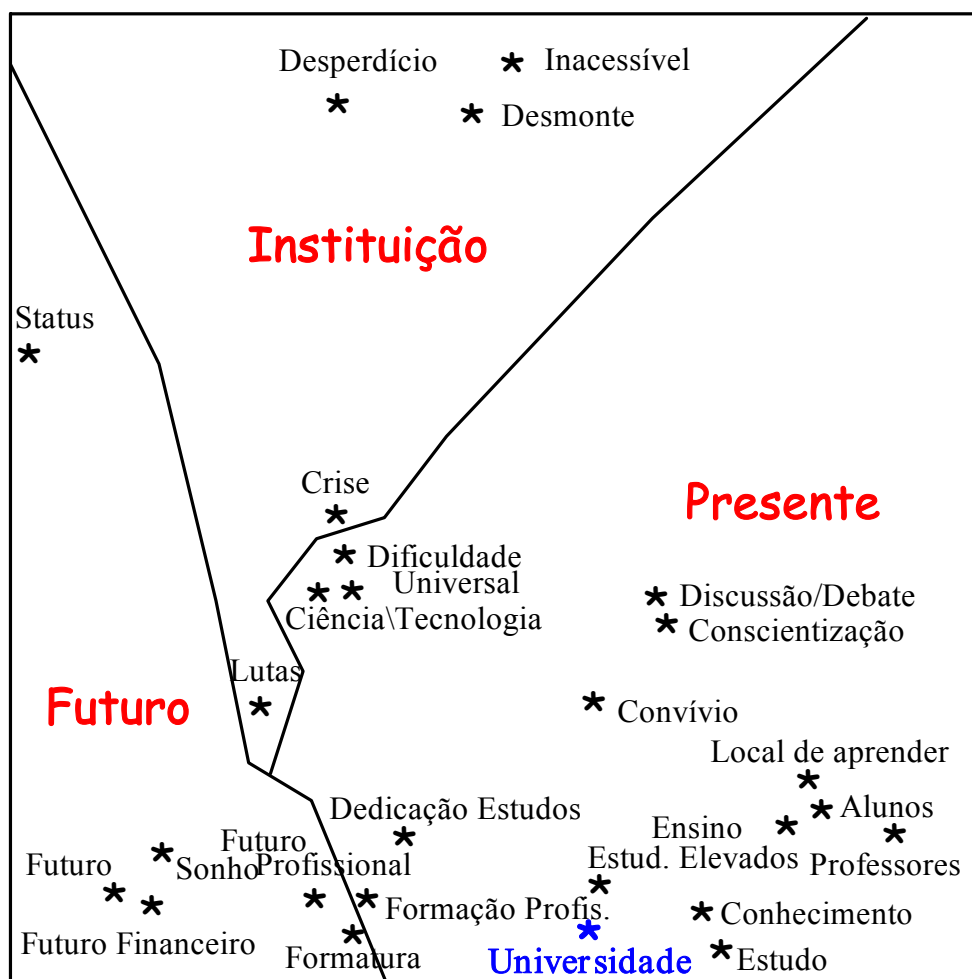 Desperdício
Inacessível
Desmonte
Instituição
Status
Crise
Presente
Dificuldade
Universal
Ciência\Tecnologia
Discussão/Debate
Conscientização
Lutas
Futuro
Convívio
Local de aprender
Dedicação Estudos
Alunos
Ensino
Professores
Estud. Elevados
Futuro
Profissional
Futuro
Sonho
Formação Profis.
Conhecimento
Futuro Financeiro
Formatura
Universidade
Estudo